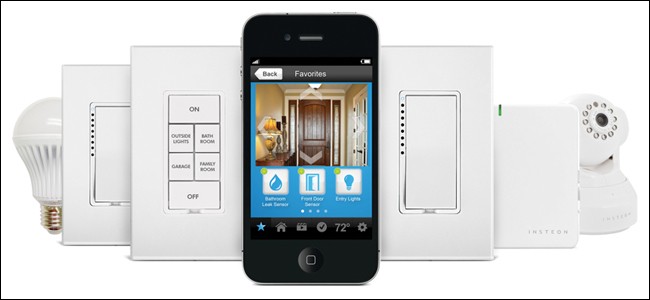 ON
OUTSIDE LIGHTS
BATH ROOM
GARAGE
FAMILY ROOM
OFF
Back
Favorites
Bathroom Leak Sensor
Front Door Sensor
Entry Lights
72°
INSTEON